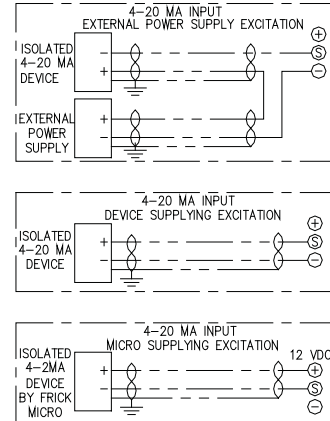 4-20 MA INPUT
EXTERNAL POWER SUPPLY EXCITATION
ISOLATED
4-20 MA
DEVICE
-
+
+
S
-
EXTERNAL
POWER
SUPPLY
+
-
4-20 MA INPUT
DEVICE SUPPLYING EXCITATION
ISOLATED
4-20 MA
DEVICE
+
-
+
S
-
4-20 MA INPUT
MICRO SUPPLYING EXCITATION
12 VDC
ISOLATED
4-2MA
DEVICE
BY FRICK
MICRO
+
-
+
S
-